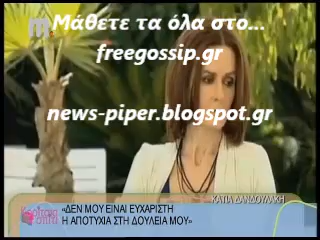 Μάθετε τα όλα στο...
freegossip.gr
news-piper.blogspot.gr
ΚΑΤΙΑ ΔΑΝΔΟΥΛΑΚΗ
«ΔΕΝ ΜΟΥ ΕΙΝΑΙ ΕΥΧΑΡΙΣΤΗ
Η ΑΠΟΤΥΧΙΑ ΣΤΗ ΔΟΥΛΕΙΑ ΜΟΥ»